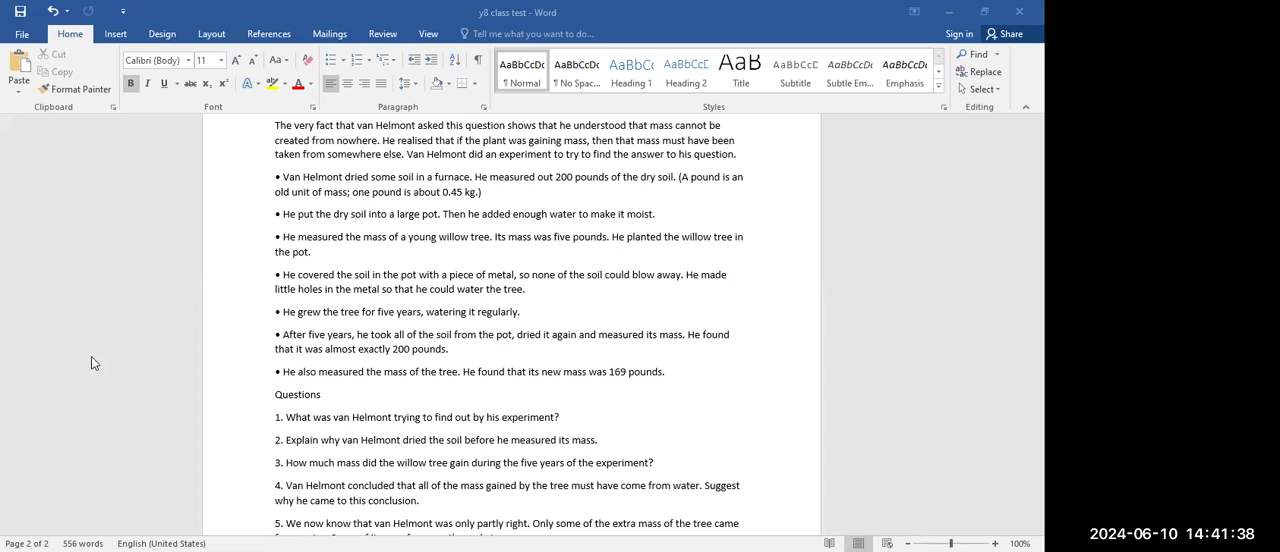 y8 class test - Word
File Home Insert Design Layout References Mailings Review View Tell me what you want to do... Sign in Share
Paste
Cut
Copy
Format Painter
Clipboard
Calibri (Body) 11
Font
Paragraph
AaBbCcDc AaBbCcDc AaBbCc AaBbCcD AaB AaBbCcD AaBbCcDc AaBbCcDc
¶ Normal ¶ No Spac... Heading 1 Heading 2 Title Subtitle Subtle Em... Emphasis
Styles
Find
Replace
Select
Editing
The very fact that van Helmont asked this question shows that he understood that mass cannot be
created from nowhere. He realised that if the plant was gaining mass, then that mass must have been
taken from somewhere else. Van Helmont did an experiment to try to find the answer to his question.
• Van Helmont dried some soil in a furnace. He measured out 200 pounds of the dry soil. (A pound is an
old unit of mass; one pound is about 0.45 kg.)
• He put the dry soil into a large pot. Then he added enough water to make it moist.
• He measured the mass of a young willow tree. Its mass was five pounds. He planted the willow tree in
the pot.
• He covered the soil in the pot with a piece of metal, so none of the soil could blow away. He made
little holes in the metal so that he could water the tree.
• He grew the tree for five years, watering it regularly.
• After five years, he took all of the soil from the pot, dried it again and measured its mass. He found
that it was almost exactly 200 pounds.
• He also measured the mass of the tree. He found that its new mass was 169 pounds.
Questions
1. What was van Helmont trying to find out by his experiment?
2. Explain why van Helmont dried the soil before he measured its mass.
3. How much mass did the willow tree gain during the five years of the experiment?
4. Van Helmont concluded that all of the mass gained by the tree must have come from water. Suggest
why he came to this conclusion.
5. We now know that van Helmont was only partly right. Only some of the extra mass of the tree came
Page 2 of 2 556 words English (United States) 100%
2024-06-10 14:41:38